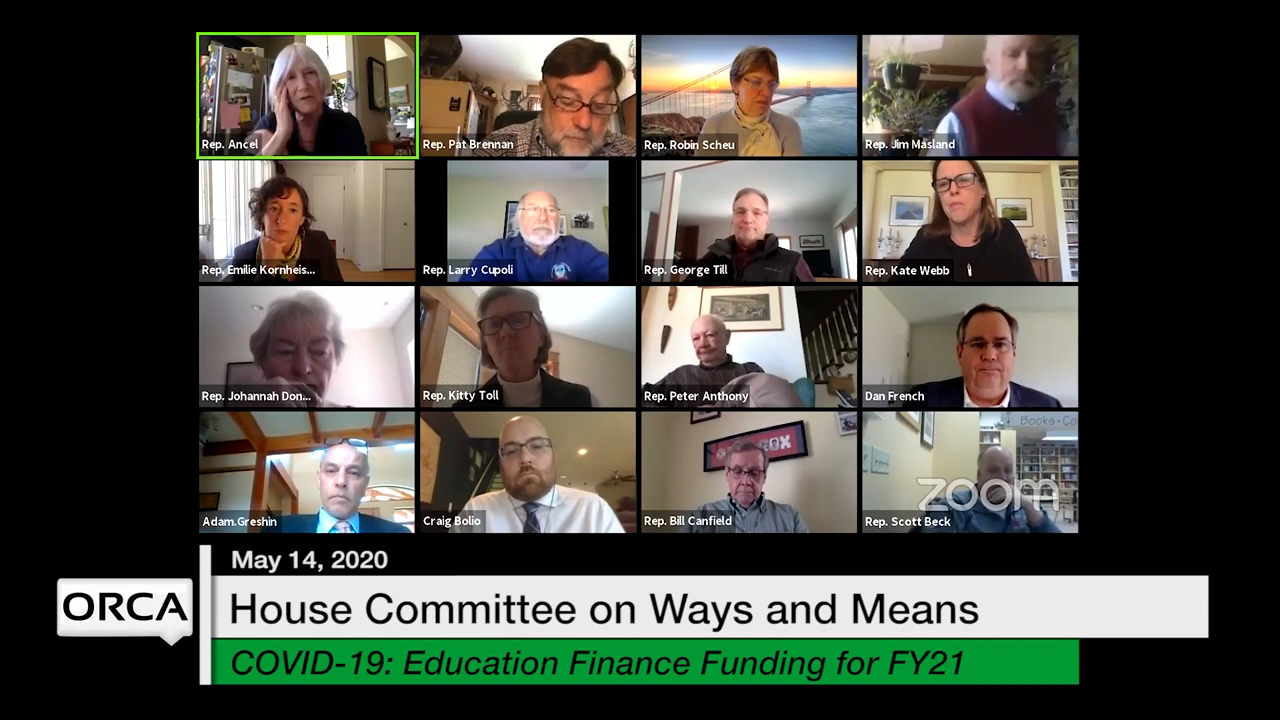 Rep. Ancel
Rep. Pat Brennan
Rep. Robin Scheu
Rep. Jim Masland
Rep. Emilie Kornheis...
Rep. Larry Cupoli
Rep. George Till
Rep. Kate Webb
Rep. Johannah Don...
Rep. Kitty Toll
Rep. Peter Anthony
Dan French
Adam.Greshin
Craig Bolio
Rep. Bill Canfield
Books•Co
zoom
Rep. Scott Beck
May 14, 2020
ORCA
House Committee on Ways and Means
COVID-19: Education Finance Funding for FY21